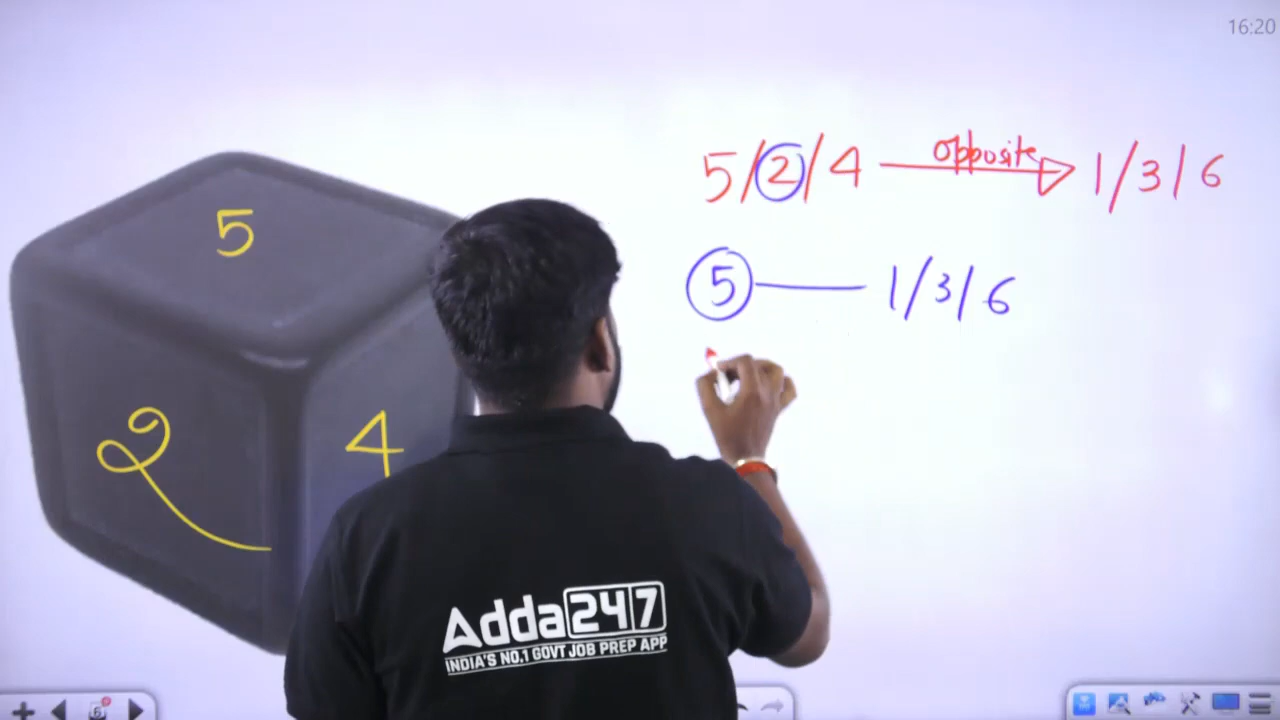 16:20
5/2/4 opposite 1/3/6
5 — 1/3/6
5
2
4
Adda247
INDIA'S NO.1 GOVT JOB PREP APP
6